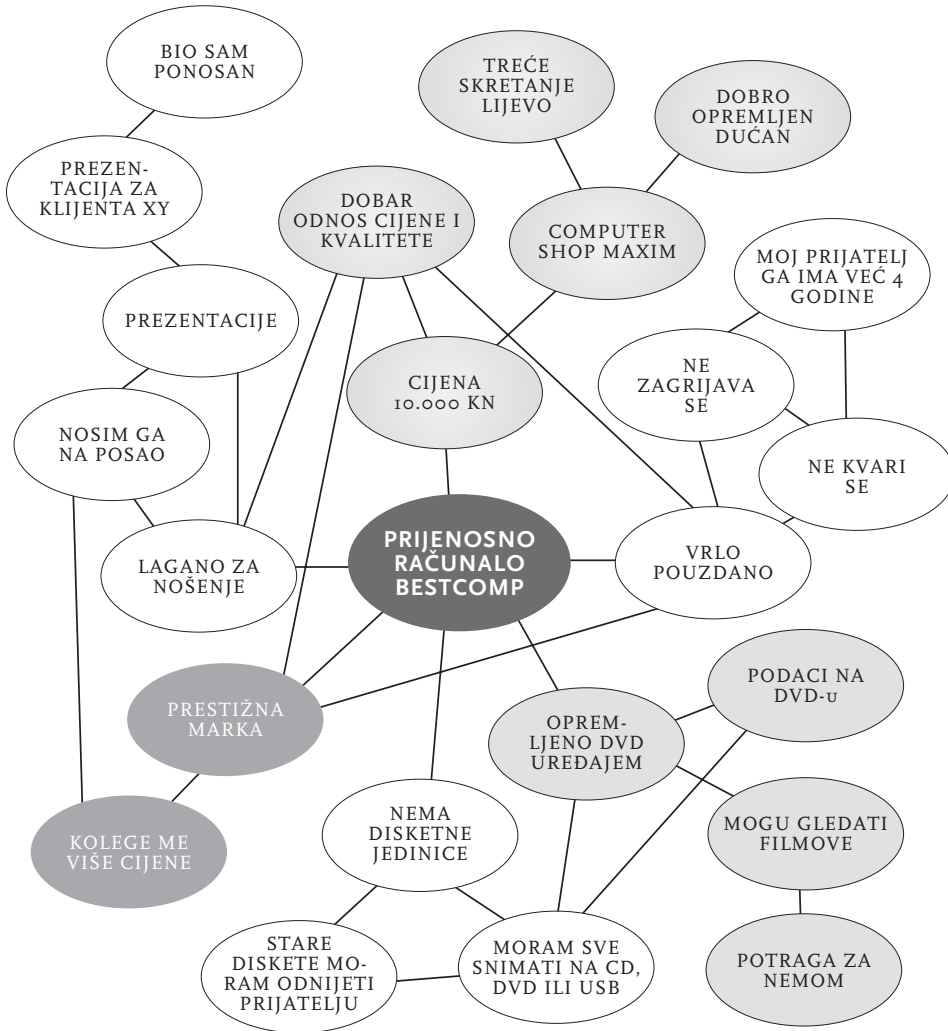 BIO SAM
PONOSAN
TREĆE
SKRETANJE
LIJEVO
DOBRO
OPREMLJEN
DUĆAN
PREZEN-
TACIJA ZA
KLIJENTA XY
DOBAR
ODNOS CIJENE I
KVALITETE
COMPUTER
SHOP MAXIM
MOJ PRIJATELJ
GA IMA VEĆ 4
GODINE
PREZENTACIJE
CIJENA
10.000 KN
NE
ZAGRIJAVA
SE
NOSIM GA
NA POSAO
NE KVARI
SE
PRIJENOSNO
RAČUNALO
BESTCOMP
LAGANO ZA
NOŠENJE
VRLO
POUZDANO
PRESTIŽNA
MARKA
OPREM-
LJENO DVD
UREĐAJEM
PODACI NA
DVD-u
KOLEGE ME
VIŠE CIJENE
NEMA
DISKETNE
JEDINICE
MOGU GLEDATI
FILMOVE
STARE
DISKETE MO-
RAM ODNIJETI
PRIJATELJU
MORAM SVE
SNIMATI NA CD,
DVD ILI USB
POTRAGA ZA
NEMOM